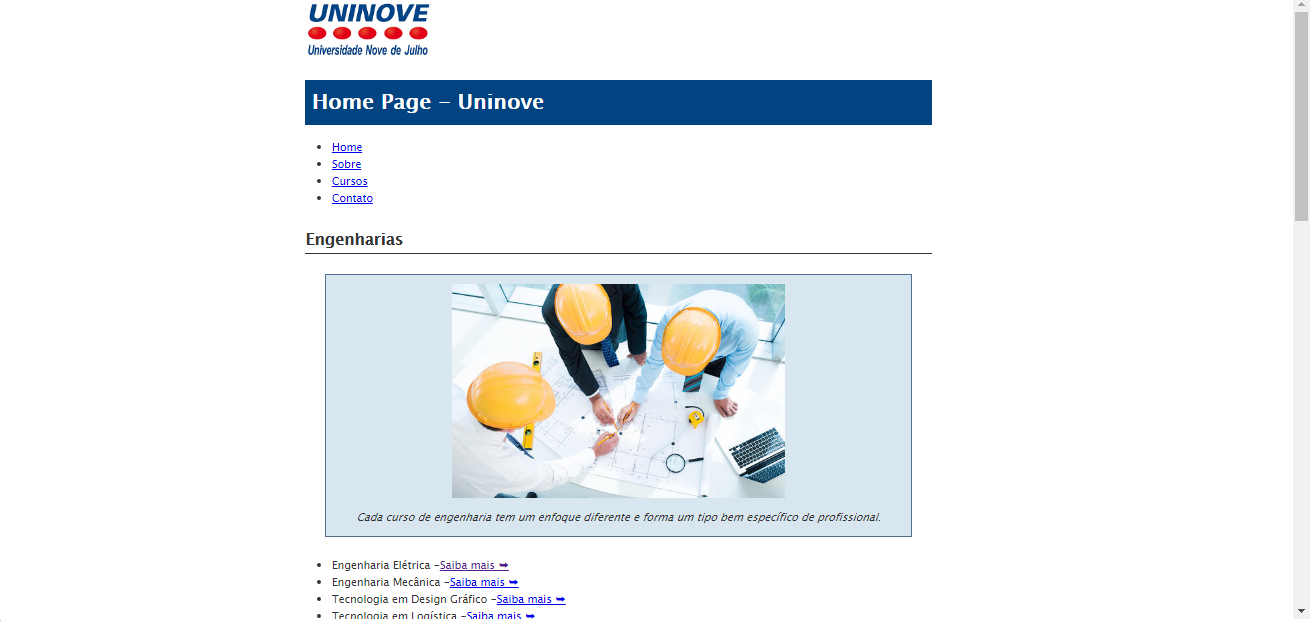 UNINOVE
Universidade Nove de Julho
Home Page – Uninove
Home
Sobre
Cursos
Contato
Engenharias
Cada curso de engenharia tem um enfoque diferente e forma um tipo bem específico de profissional.
Engenharia Elétrica -Saiba mais ➥
Engenharia Mecânica -Saiba mais ➥
Tecnologia em Design Gráfico -Saiba mais ➥
Tecnologia em Logística -Saiba mais ➥